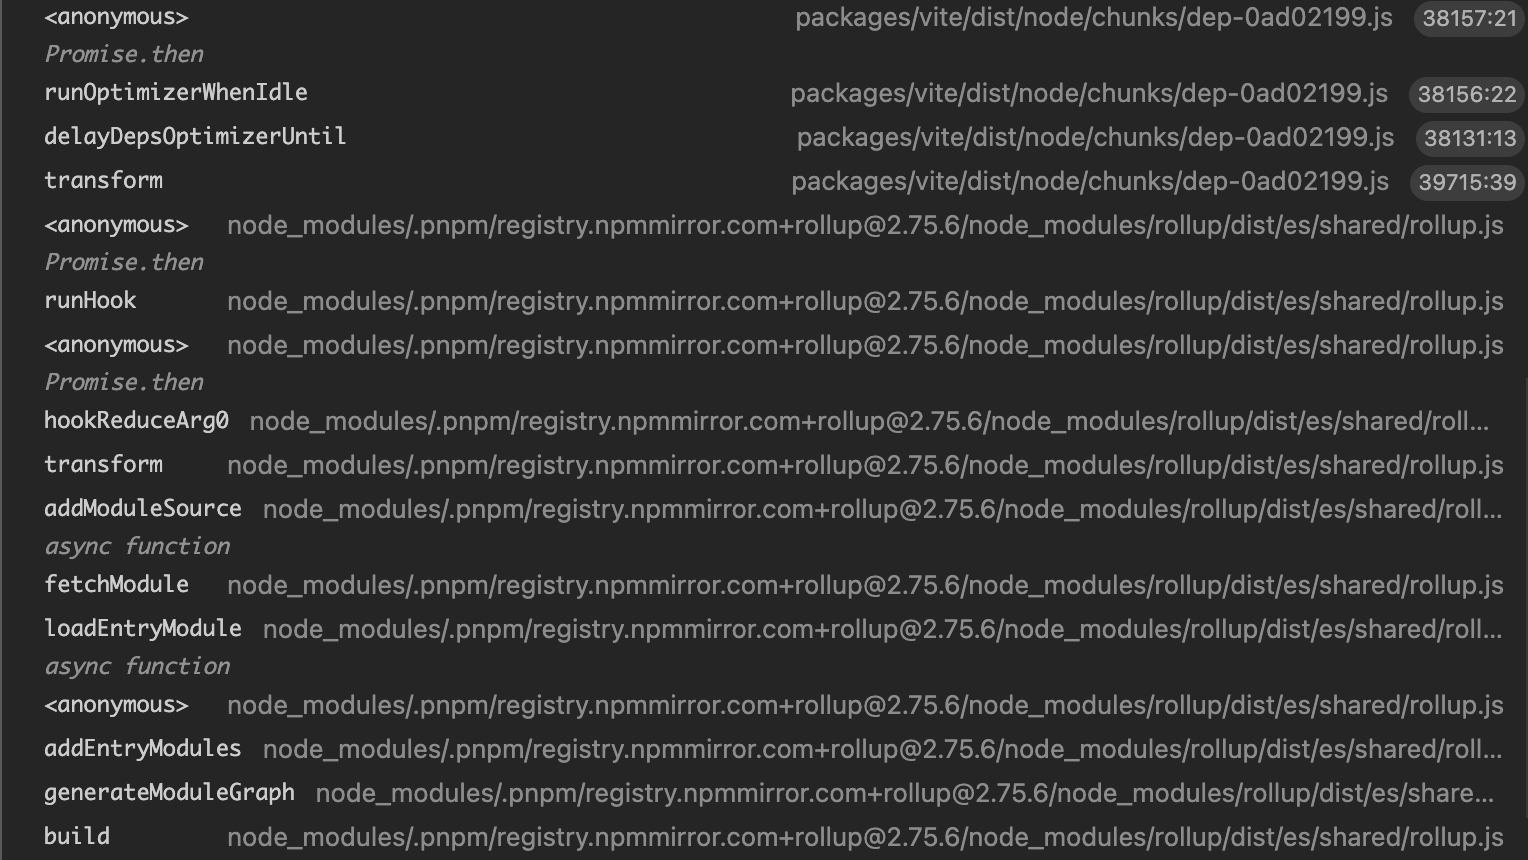 <anonymous> packages/vite/dist/node/chunks/dep-0ad02199.js 38157:21
Promise.then
runOptimizerWhenIdle packages/vite/dist/node/chunks/dep-0ad02199.js 38156:22
delayDepsOptimizerUntil packages/vite/dist/node/chunks/dep-0ad02199.js 38131:13
transform packages/vite/dist/node/chunks/dep-0ad02199.js 39715:39
<anonymous> node_modules/.pnpm/registry.npmmirror.com+rollup@2.75.6/node_modules/rollup/dist/es/shared/rollup.js
Promise.then
runHook node_modules/.pnpm/registry.npmmirror.com+rollup@2.75.6/node_modules/rollup/dist/es/shared/rollup.js
<anonymous> node_modules/.pnpm/registry.npmmirror.com+rollup@2.75.6/node_modules/rollup/dist/es/shared/rollup.js
Promise.then
hookReduceArg0 node_modules/.pnpm/registry.npmmirror.com+rollup@2.75.6/node_modules/rollup/dist/es/shared/roll...
transform node_modules/.pnpm/registry.npmmirror.com+rollup@2.75.6/node_modules/rollup/dist/es/shared/rollup.js
addModuleSource node_modules/.pnpm/registry.npmmirror.com+rollup@2.75.6/node_modules/rollup/dist/es/shared/roll...
async function
fetchModule node_modules/.pnpm/registry.npmmirror.com+rollup@2.75.6/node_modules/rollup/dist/es/shared/rollup.js
loadEntryModule node_modules/.pnpm/registry.npmmirror.com+rollup@2.75.6/node_modules/rollup/dist/es/shared/roll...
async function
<anonymous> node_modules/.pnpm/registry.npmmirror.com+rollup@2.75.6/node_modules/rollup/dist/es/shared/rollup.js
addEntryModules node_modules/.pnpm/registry.npmmirror.com+rollup@2.75.6/node_modules/rollup/dist/es/shared/roll...
generateModuleGraph node_modules/.pnpm/registry.npmmirror.com+rollup@2.75.6/node_modules/rollup/dist/es/share...
build node_modules/.pnpm/registry.npmmirror.com+rollup@2.75.6/node_modules/rollup/dist/es/shared/rollup.js